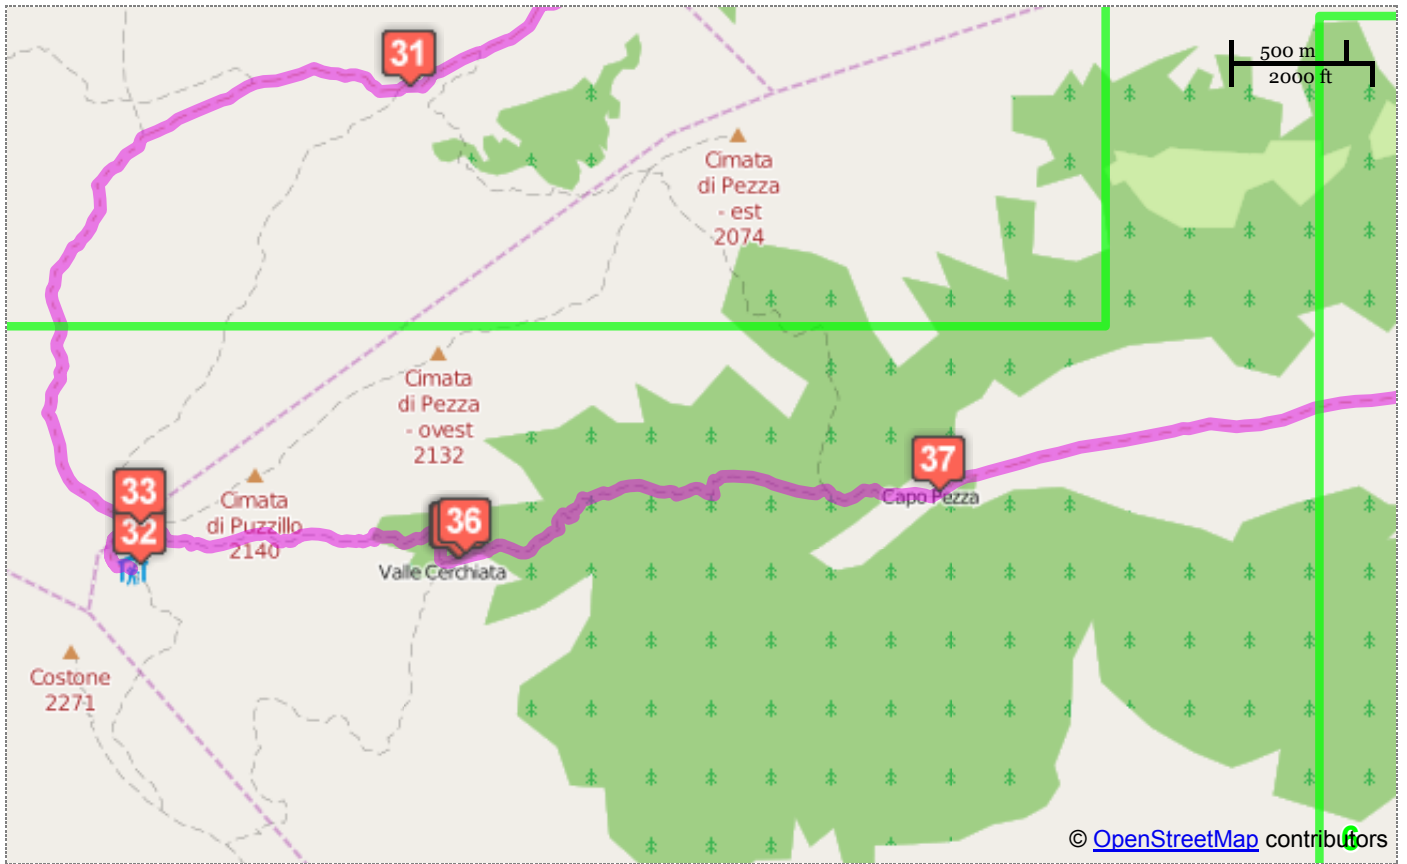 31
500 m
2000 ft
Cimata
di Pezza
- est
2074
Cimata
di Pezza
- ovest
2132
33
32
Cimata
di Puzzillo
2140
36
Valle Cerchiata
37
Capo Pezza
Costone
2271
© OpenStreetMap contributors
6